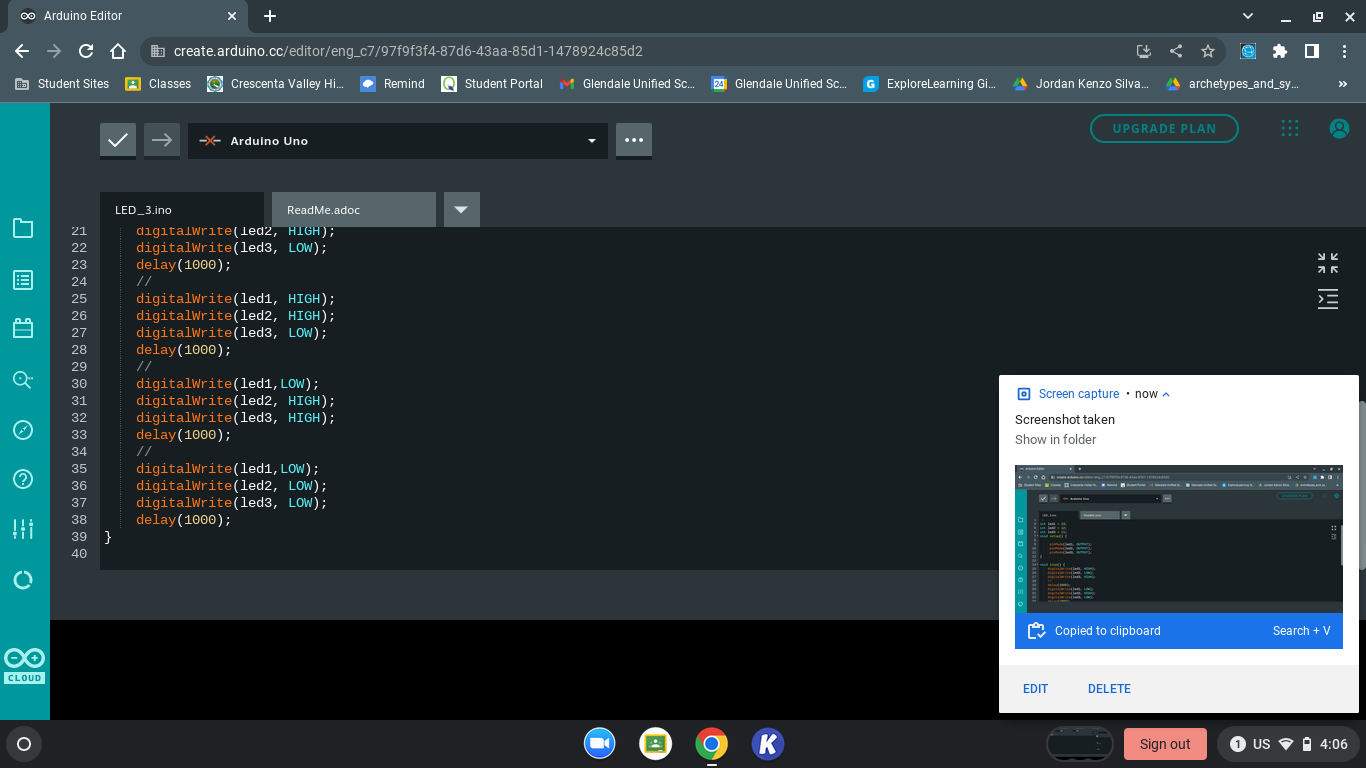 Arduino Editor
create.arduino.cc/editor/eng_c7/97f9f3f4-87d6-43aa-85d1-1478924c85d2
Student Sites
Classes
Crescenta Valley Hi...
Remind
Student Portal
Glendale Unified Sc...
24
Glendale Unified Sc...
ExploreLearning Gi...
Jordan Kenzo Silva...
archetypes_and_sy...
»
Arduino Uno
UPGRADE PLAN
LED_3.ino
ReadMe.adoc
21 digitalWrite(led2, HIGH);
22 digitalWrite(led3, LOW);
23 delay(1000);
24 //
25 digitalWrite(led1, HIGH);
26 digitalWrite(led2, HIGH);
27 digitalWrite(led3, LOW);
28 delay(1000);
29 //
30 digitalWrite(led1,LOW);
31 digitalWrite(led2, HIGH);
32 digitalWrite(led3, HIGH);
33 delay(1000);
34 //
35 digitalWrite(led1,LOW);
36 digitalWrite(led2, LOW);
37 digitalWrite(led3, LOW);
38 delay(1000);
39 }
40
Screen capture • now
Screenshot taken
Show in folder
Copied to clipboard
Search + V
EDIT
DELETE
CLOUD
K
Sign out
1 US 4:06